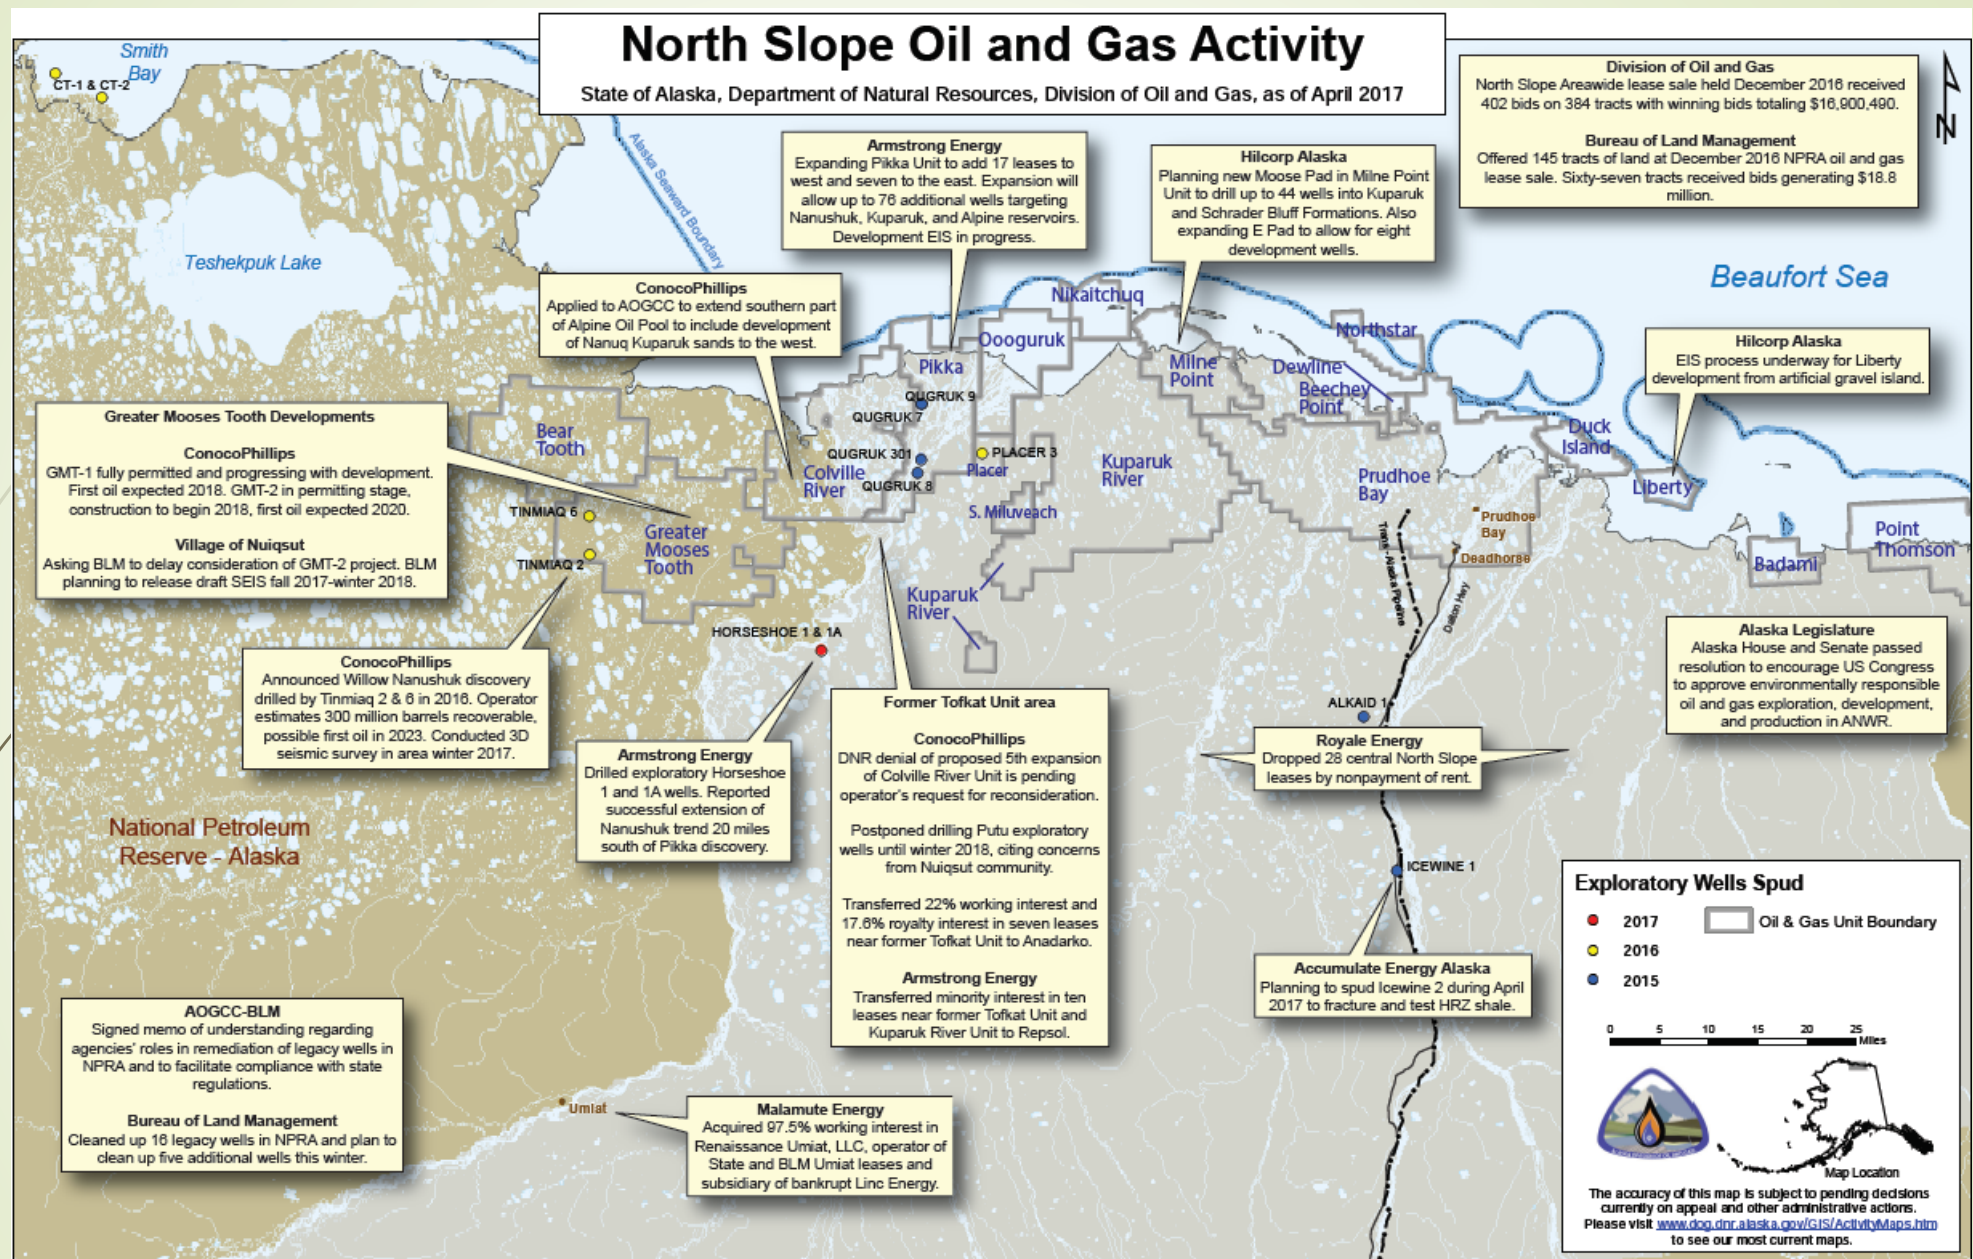 North Slope Oil and Gas Activity
State of Alaska, Department of Natural Resources, Division of Oil and Gas, as of April 2017
Division of Oil and Gas
North Slope Areawide lease sale held December 2016 received
402 bids on 384 tracts with winning bids totaling $16,900,490.
Bureau of Land Management
Offered 145 tracts of land at December 2016 NPRA oil and gas
lease sale. Sixty-seven tracts received bids generating $18.8
million.
N
Smith
Bay
CT-1 & CT-2
Teshekpuk Lake
Alaska Seaward Boundary
Armstrong Energy
Expanding Pikka Unit to add 17 leases to
west and seven to the east. Expansion will
allow up to 76 additional wells targeting
Nanushuk, Kuparuk, and Alpine reservoirs.
Development EIS in progress.
Hilcorp Alaska
Planning new Moose Pad in Milne Point
Unit to drill up to 44 wells into Kuparuk
and Schrader Bluff Formations. Also
expanding E Pad to allow for eight
development wells.
Beaufort Sea
ConocoPhillips
Applied to AOGCC to extend southern part
of Alpine Oil Pool to include development
of Nanuq Kuparuk sands to the west.
Hilcorp Alaska
EIS process underway for Liberty
development from artificial gravel island.
Nikaitchuq
Oooguruk
Pikka
Milne
Point
Northstar
Dewline
Beechey
Point
Duck
Island
Liberty
Point
Thomson
Badami
Prudhoe
Bay
Kuparuk
River
QUGRUK 9
QUGRUK 7
QUGRUK 301
QUGRUK 8
PLACER 3
Placer
S. Miluveach
Colville
River
Bear
Tooth
Greater
Mooses
Tooth
TINMIAQ 6
TINMIAQ 2
Kuparuk
River
Prudhoe
Bay
Deadhorse
Trans-Alaska Pipeline
Dalton Hwy
Greater Mooses Tooth Developments
ConocoPhillips
GMT-1 fully permitted and progressing with development.
First oil expected 2018. GMT-2 in permitting stage,
construction to begin 2018, first oil expected 2020.
Village of Nuiqsut
Asking BLM to delay consideration of GMT-2 project. BLM
planning to release draft SEIS fall 2017-winter 2018.
HORSESHOE 1 & 1A
ConocoPhillips
Announced Willow Nanushuk discovery
drilled by Tinmiaq 2 & 6 in 2016. Operator
estimates 300 million barrels recoverable,
possible first oil in 2023. Conducted 3D
seismic survey in area winter 2017.
Armstrong Energy
Drilled exploratory Horseshoe
1 and 1A wells. Reported
successful extension of
Nanushuk trend 20 miles
south of Pikka discovery.
Former Tofkat Unit area
ConocoPhillips
DNR denial of proposed 5th expansion
of Colville River Unit is pending
operator's request for reconsideration.
Postponed drilling Putu exploratory
wells until winter 2018, citing concerns
from Nuiqsut community.
Transferred 22% working interest and
17.6% royalty interest in seven leases
near former Tofkat Unit to Anadarko.
Armstrong Energy
Transferred minority interest in ten
leases near former Tofkat Unit and
Kuparuk River Unit to Repsol.
Alaska Legislature
Alaska House and Senate passed
resolution to encourage US Congress
to approve environmentally responsible
oil and gas exploration, development,
and production in ANWR.
ALKAID 1
Royale Energy
Dropped 28 central North Slope
leases by nonpayment of rent.
ICEWINE 1
Accumulate Energy Alaska
Planning to spud Icewine 2 during April
2017 to fracture and test HRZ shale.
National Petroleum
Reserve - Alaska
AOGCC-BLM
Signed memo of understanding regarding
agencies' roles in remediation of legacy wells in
NPRA and to facilitate compliance with state
regulations.
Bureau of Land Management
Cleaned up 16 legacy wells in NPRA and plan to
clean up five additional wells this winter.
Umiat
Malamute Energy
Acquired 97.5% working interest in
Renaissance Umiat, LLC, operator of
State and BLM Umiat leases and
subsidiary of bankrupt Linc Energy.
Exploratory Wells Spud
2017
Oil & Gas Unit Boundary
2016
2015
0 5 10 15 20 25
Miles
Map Location
The accuracy of this map is subject to pending decisions
currently on appeal and other administrative actions.
Please visit www.dog.dnr.alaska.gov/GIS/ActivityMaps.htm
to see our most current maps.